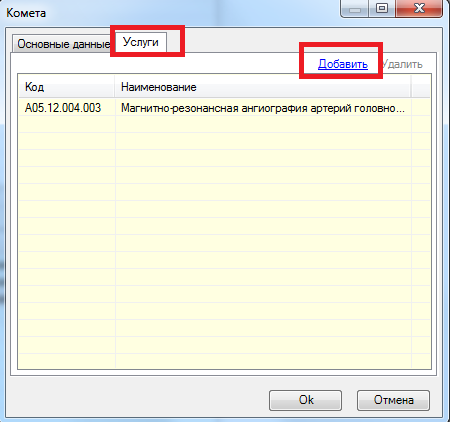 Комета
Основные данные Услуги
Добавить Удалить
Код Наименование
A05.12.004.003 Магнитно-резонансная ангиография артерий головно...
Ok Отмена